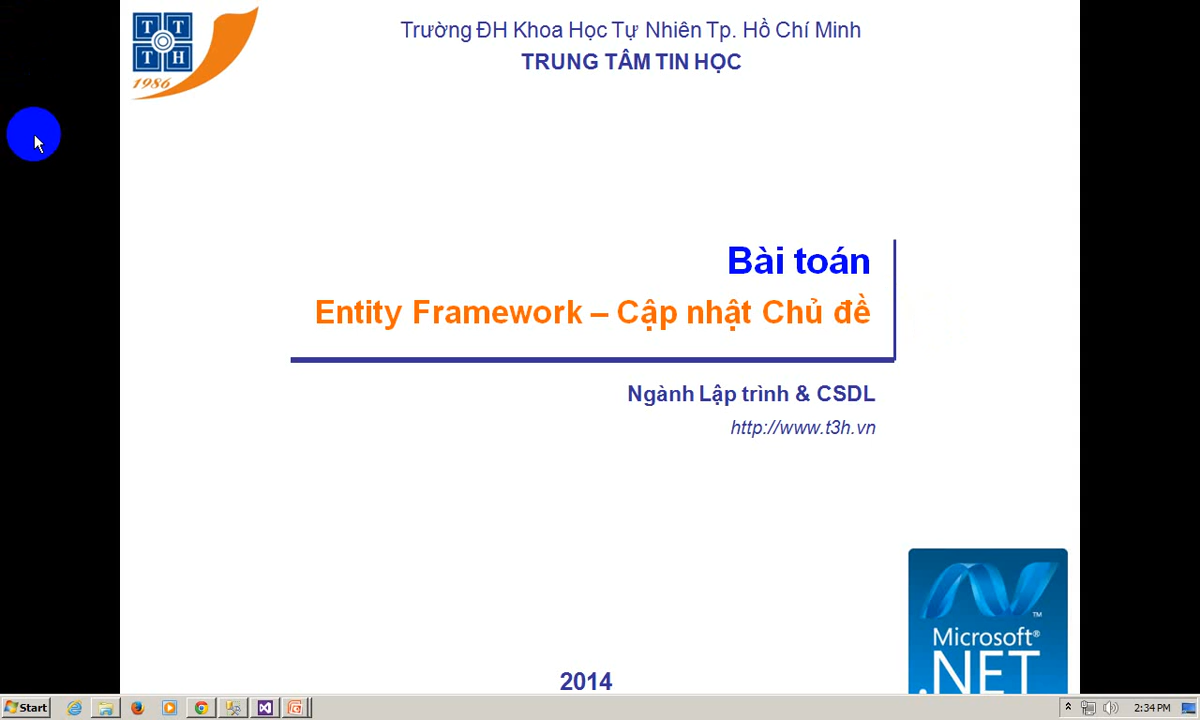 T T
T H
1986
Trường ĐH Khoa Học Tự Nhiên Tp. Hồ Chí Minh
TRUNG TÂM TIN HỌC
Bài toán
Entity Framework – Cập nhật Chủ đề
Ngành Lập trình & CSDL
http://www.t3h.vn
Microsoft®
.NET
TM
2014
Start
2:34 PM